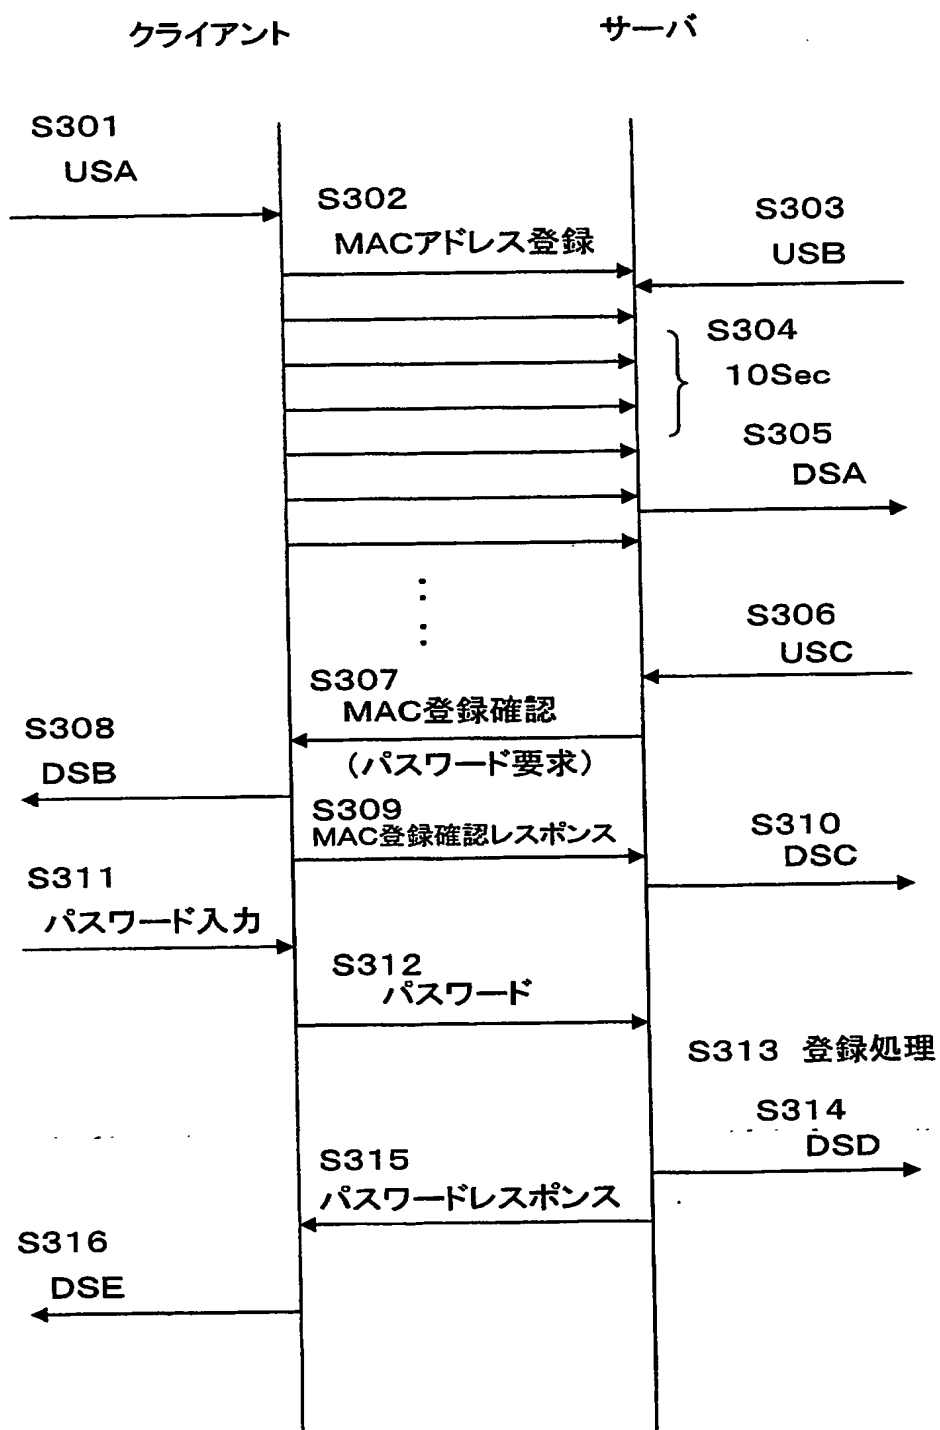 クライアント
サーバ
S301
USA
S302
MACアドレス登録
S303
USB
S304
10Sec
S305
DSA
S306
USC
S307
MAC登録確認
(パスワード要求)
S308
DSB
S309
MAC登録確認レスポンス
S310
DSC
S311
パスワード入力
S312
パスワード
S313 登録処理
S314
DSD
S315
パスワードレスポンス
S316
DSE